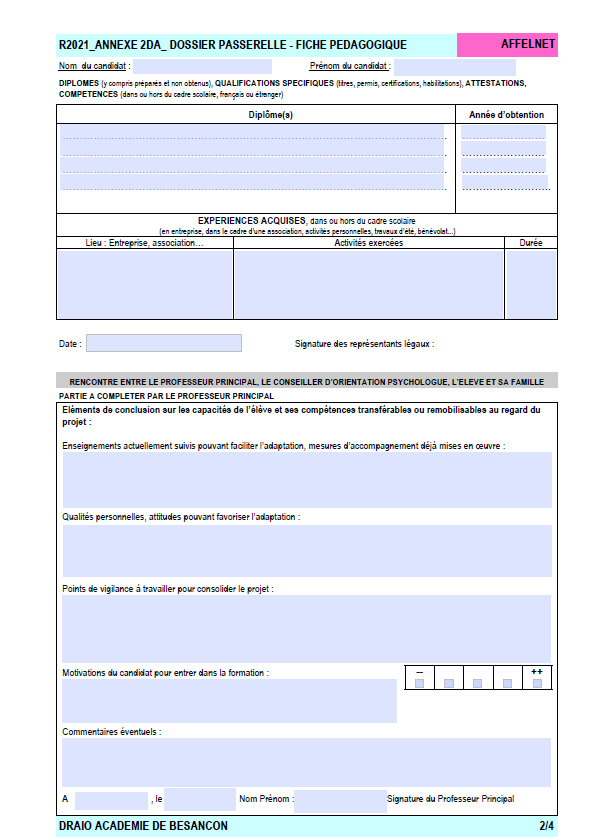 R2021_ANNEXE 2DA_ DOSSIER PASSERELLE - FICHE PEDAGOGIQUE AFFELNET
Nom du candidat : Prénom du candidat :
DIPLOMES (y compris préparés et non obtenus), QUALIFICATIONS SPECIFIQUES (titres, permis, certifications, habilitations), ATTESTATIONS,
COMPETENCES (dans ou hors du cadre scolaire, français ou étranger)
Diplôme(s) Année d'obtention
EXPERIENCES ACQUISES, dans ou hors du cadre scolaire
(en entreprise, dans le cadre d'une association, activités personnelles, travaux d'été, bénévolat...)
Lieu : Entreprise, association... Activités exercées Durée
Date : Signature des représentants légaux :
RENCONTRE ENTRE LE PROFESSEUR PRINCIPAL, LE CONSEILLER D'ORIENTATION PSYCHOLOGUE, L'ELEVE ET SA FAMILLE
PARTIE A COMPLETER PAR LE PROFESSEUR PRINCIPAL
Eléments de conclusion sur les capacités de l'élève et ses compétences transférables ou remobilisables au regard du
projet :
Enseignements actuellement suivis pouvant faciliter l'adaptation, mesures d'accompagnement déjà mises en œuvre :
Qualités personnelles, attitudes pouvant favoriser l'adaptation :
Points de vigilance à travailler pour consolider le projet :
Motivations du candidat pour entrer dans la formation : -- ++
Commentaires éventuels :
A , le Nom Prénom : Signature du Professeur Principal
DRAIO ACADEMIE DE BESANCON 2/4